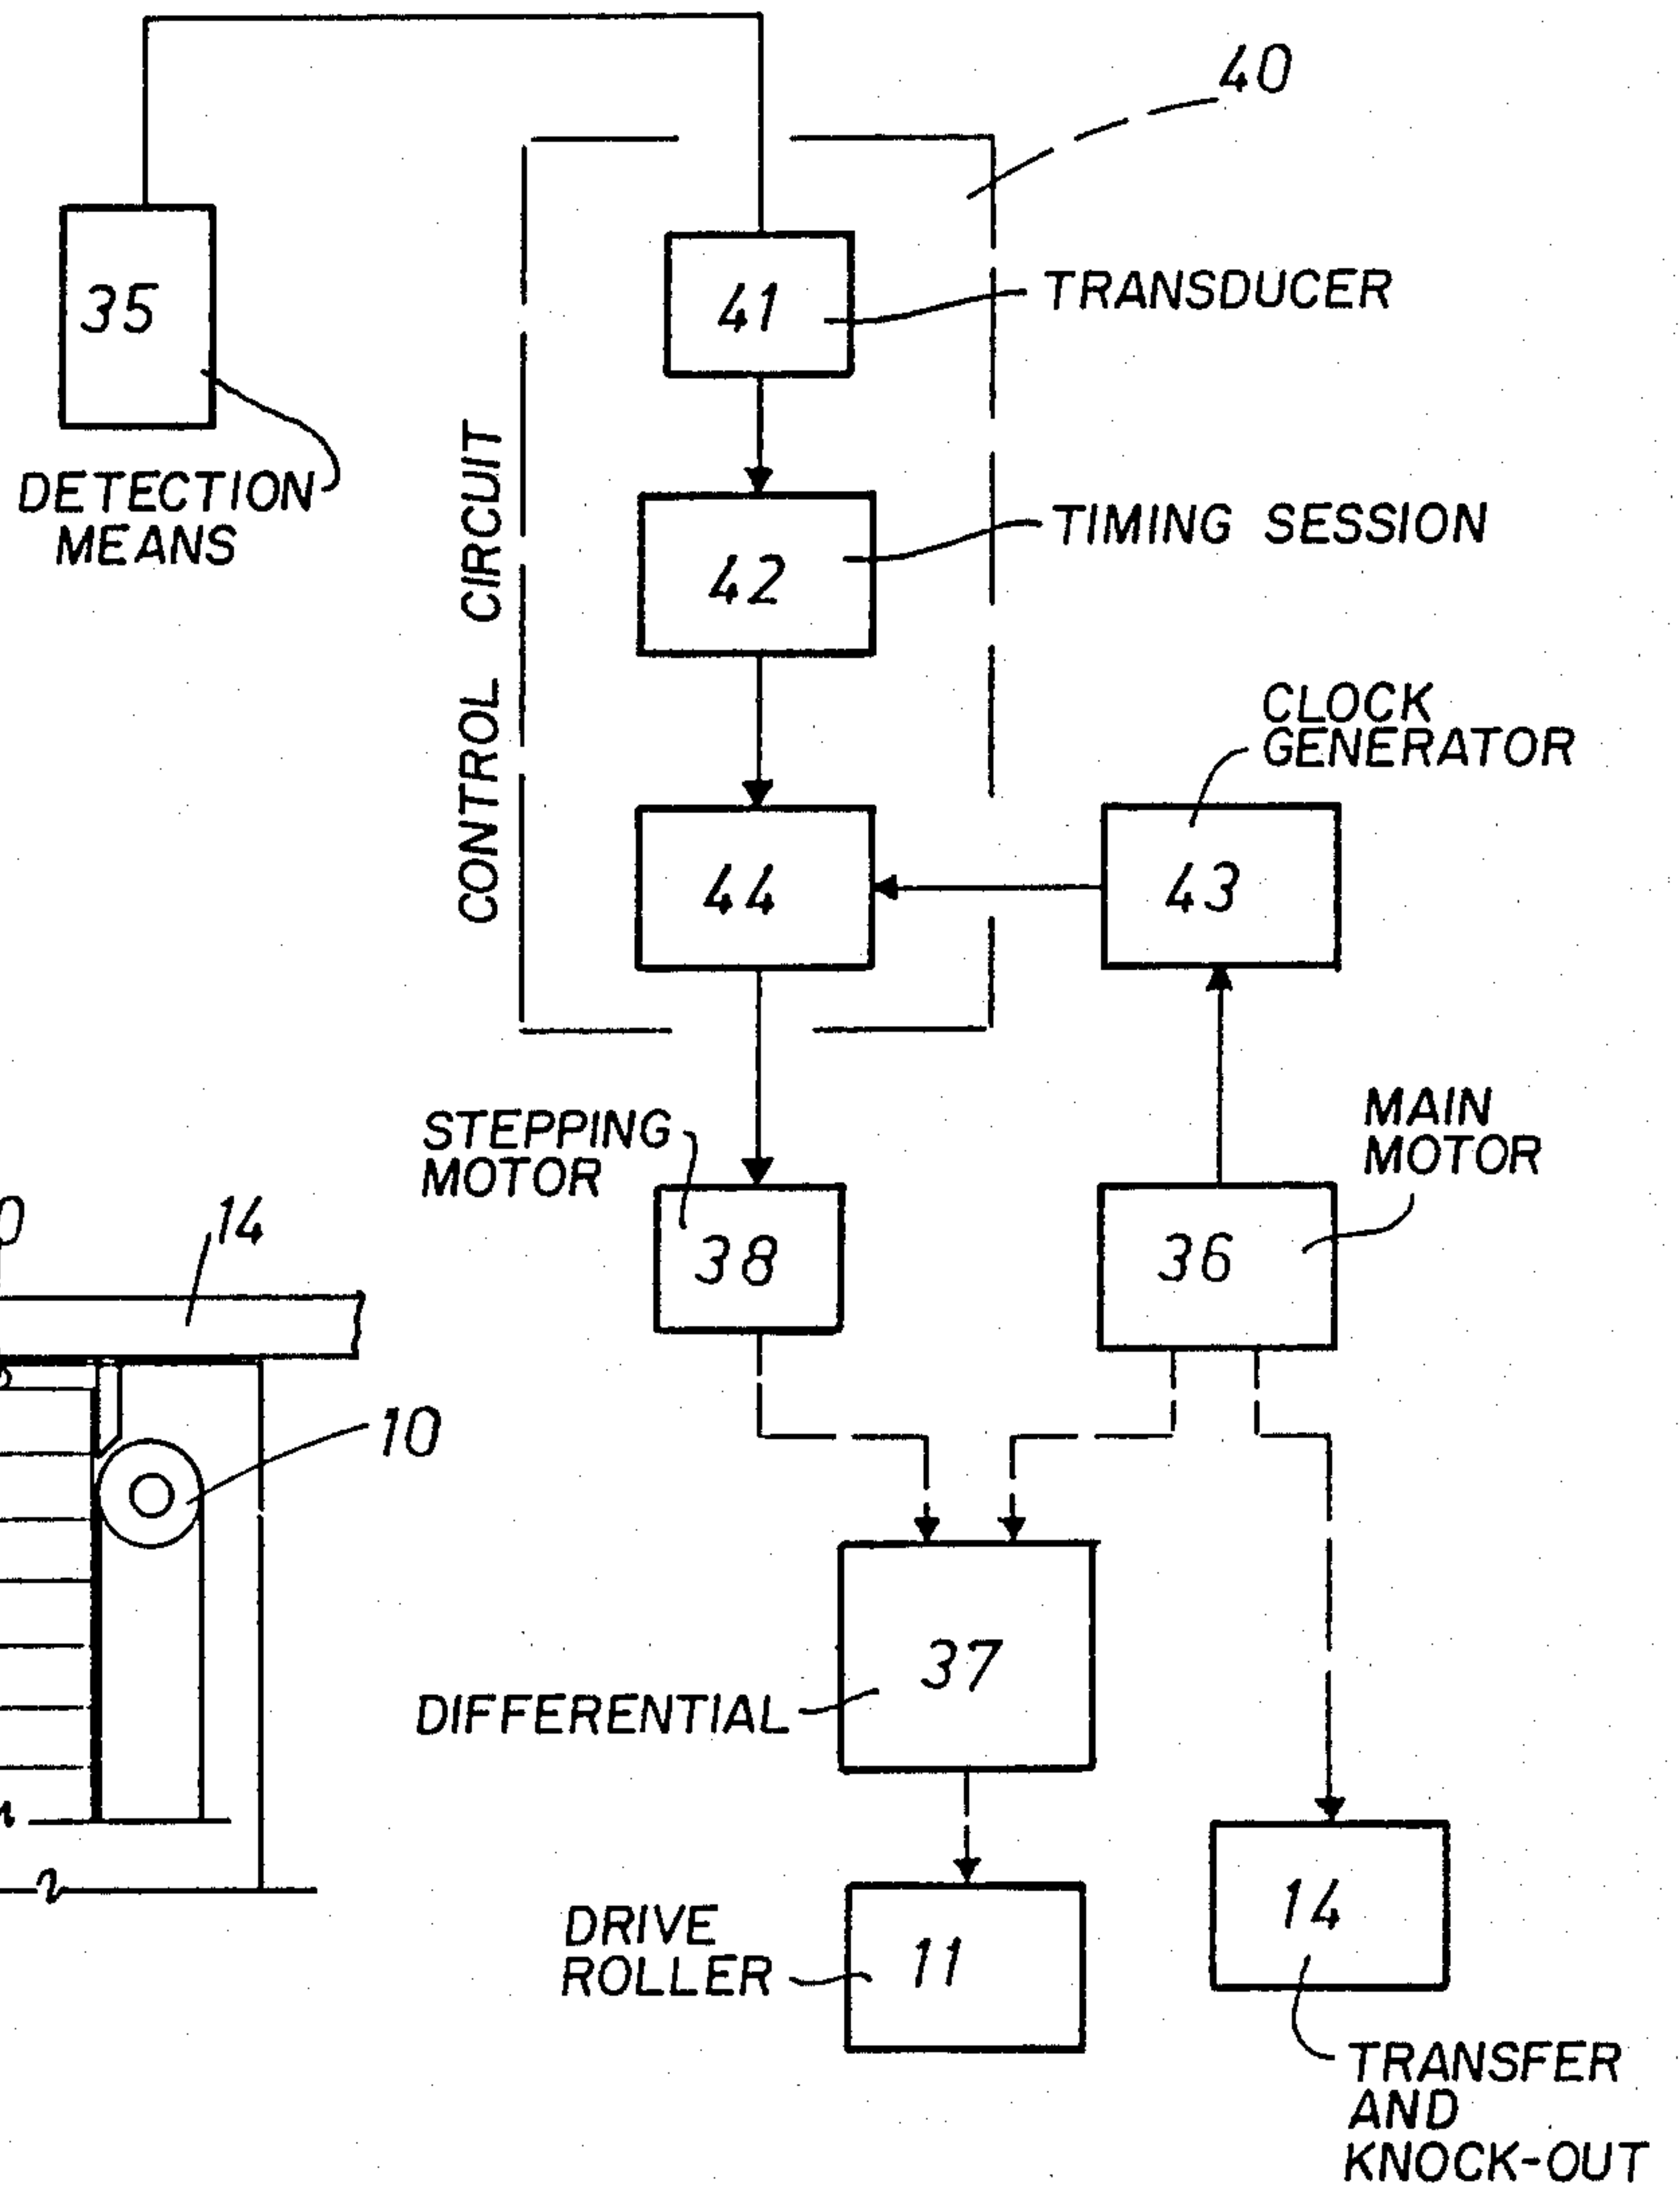 40
35
41
TRANSDUCER
DETECTION
MEANS
CONTROL CIRCUIT
42
TIMING SESSION
CLOCK
GENERATOR
44
43
STEPPING
MOTOR
MAIN
MOTOR
38
36
14
10
37
DIFFERENTIAL
DRIVE
ROLLER
11
14
TRANSFER
AND
KNOCK-OUT